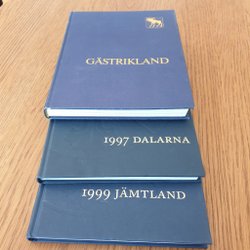 GÄSTRIKLAND
1997 DALARNA
1999 JÄMTLAND